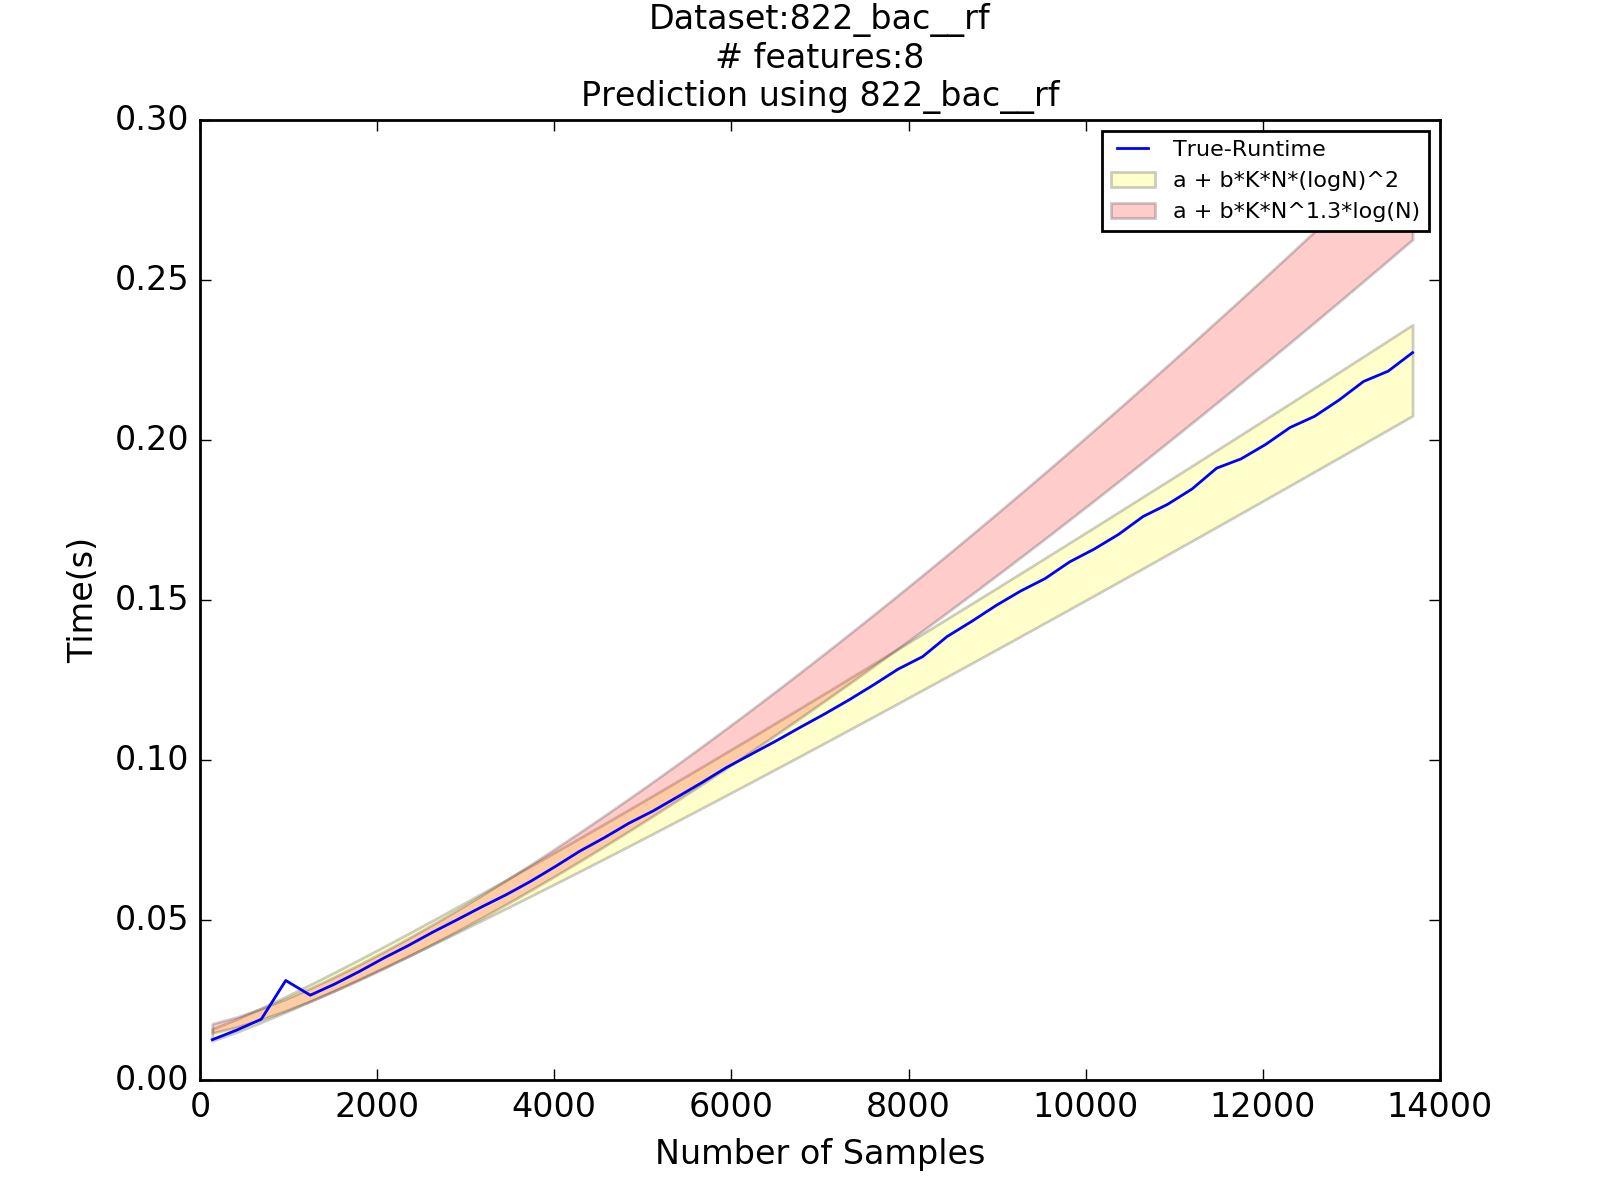 Dataset:822_bac__rf
# features:8
Prediction using 822_bac__rf
0.30
0.25
0.20
0.15
0.10
0.05
0.00
Time(s)
True-Runtime
a + b*K*N*(logN)^2
a + b*K*N^1.3*log(N)
0 2000 4000 6000 8000 10000 12000 14000
Number of Samples